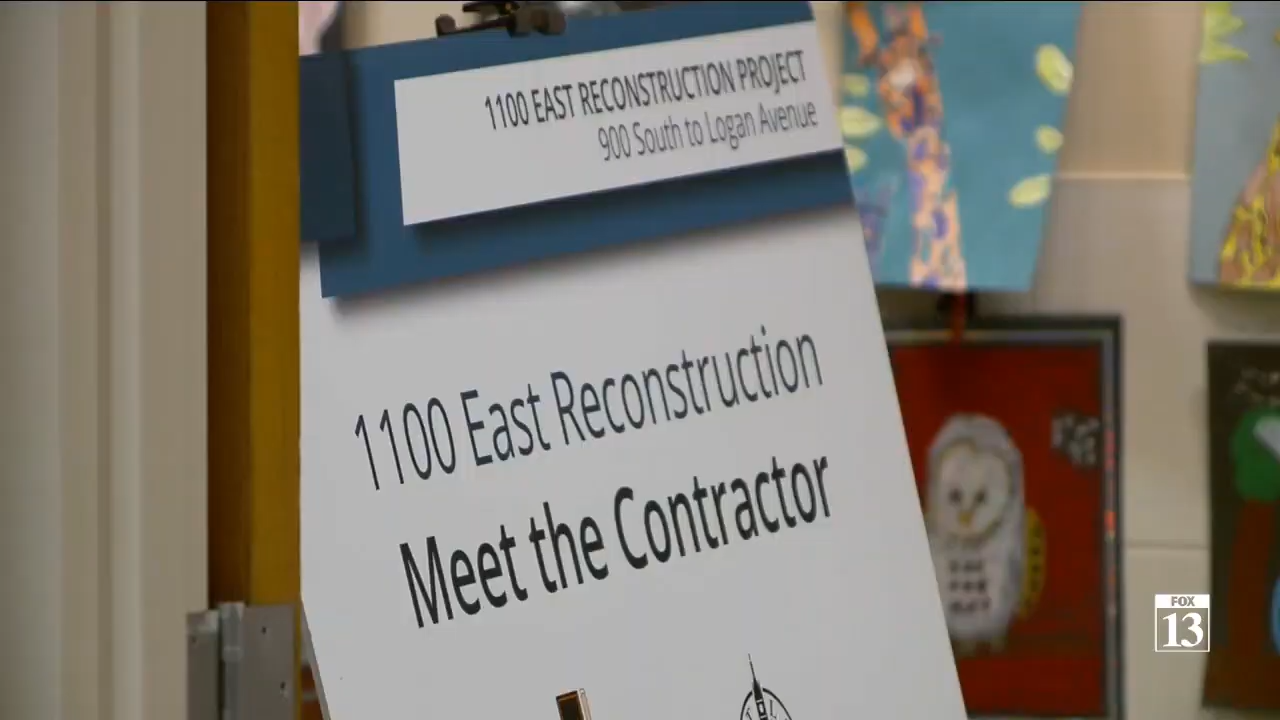 1100 EAST RECONSTRUCTION PROJECT
900 South to Logan Avenue
1100 East Reconstruction
Meet the Contractor
FOX
13